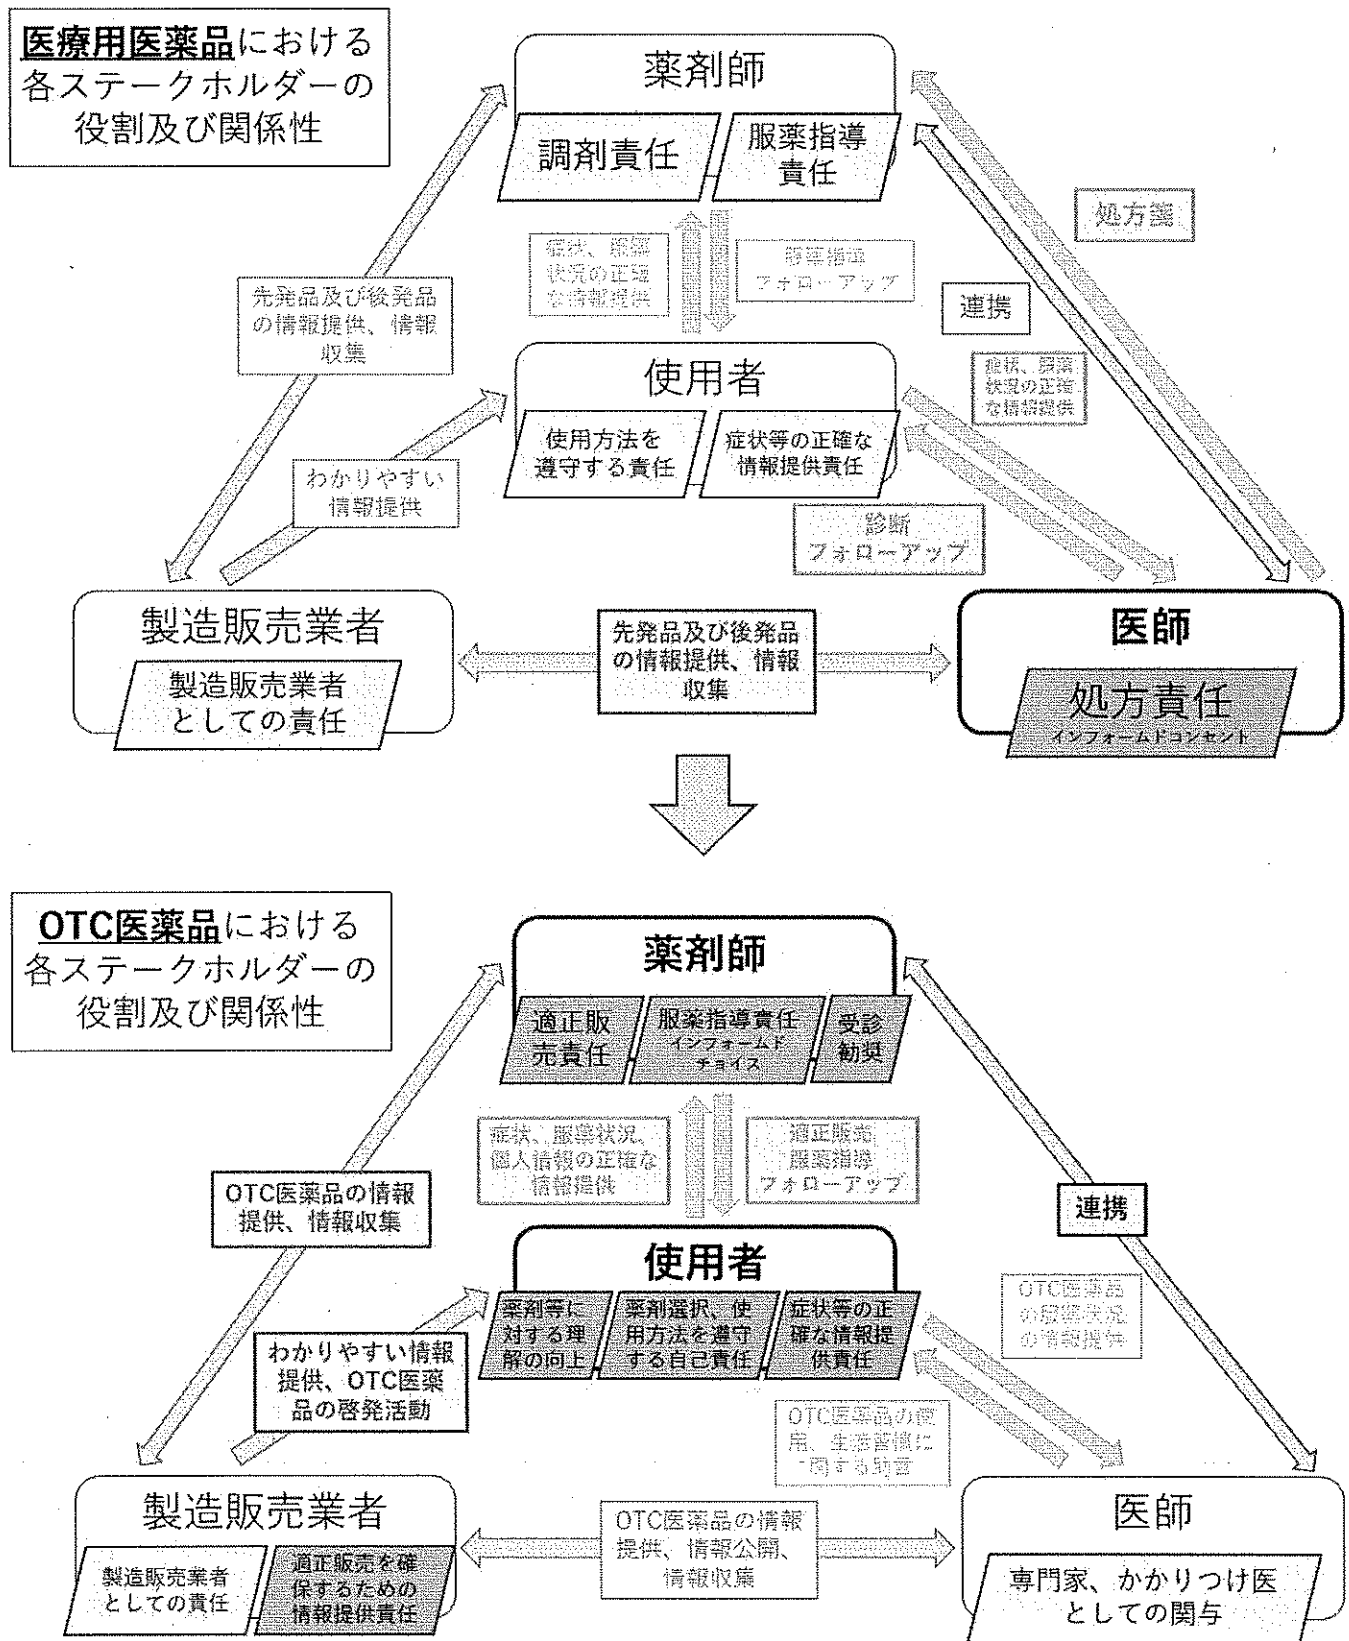 医療用医薬品における
各ステークホルダーの
役割及び関係性
薬剤師
調剤責任
服薬指導
責任
処方箋
症状、服薬
状況の正確
な情報提供
服薬指導
フォローアップ
先発品及び後発品
の情報提供、情報
収集
連携
使用者
使用方法を
遵守する責任
症状等の正確な
情報提供責任
症状、服薬
状況の正確
な情報提供
わかりやすい
情報提供
診断
フォローアップ
製造販売業者
製造販売業者
としての責任
先発品及び後発品
の情報提供、情報
収集
医師
処方責任
インフォームドコンセント
OTC医薬品における
各ステークホルダーの
役割及び関係性
薬剤師
適正販
売責任
服薬指導責任
インフォームド
チョイス
受診
勧奨
症状、服薬状況、
個人情報の正確な
情報提供
適正販売
服薬指導
フォローアップ
OTC医薬品の情報
提供、情報収集
連携
使用者
薬剤等に
対する理
解の向上
薬剤選択、使
用方法を遵守
する自己責任
症状等の正
確な情報提
供責任
OTC医薬品
の服薬状況
の情報提供
わかりやすい情報
提供、OTC医薬
品の啓発活動
OTC医薬品の使
用、生活習慣に
関する助言
製造販売業者
製造販売業者
としての責任
適正販売を確
保するための
情報提供責任
OTC医薬品の情報
提供、情報公開、
情報収集
医師
専門家、かかりつけ医
としての関与